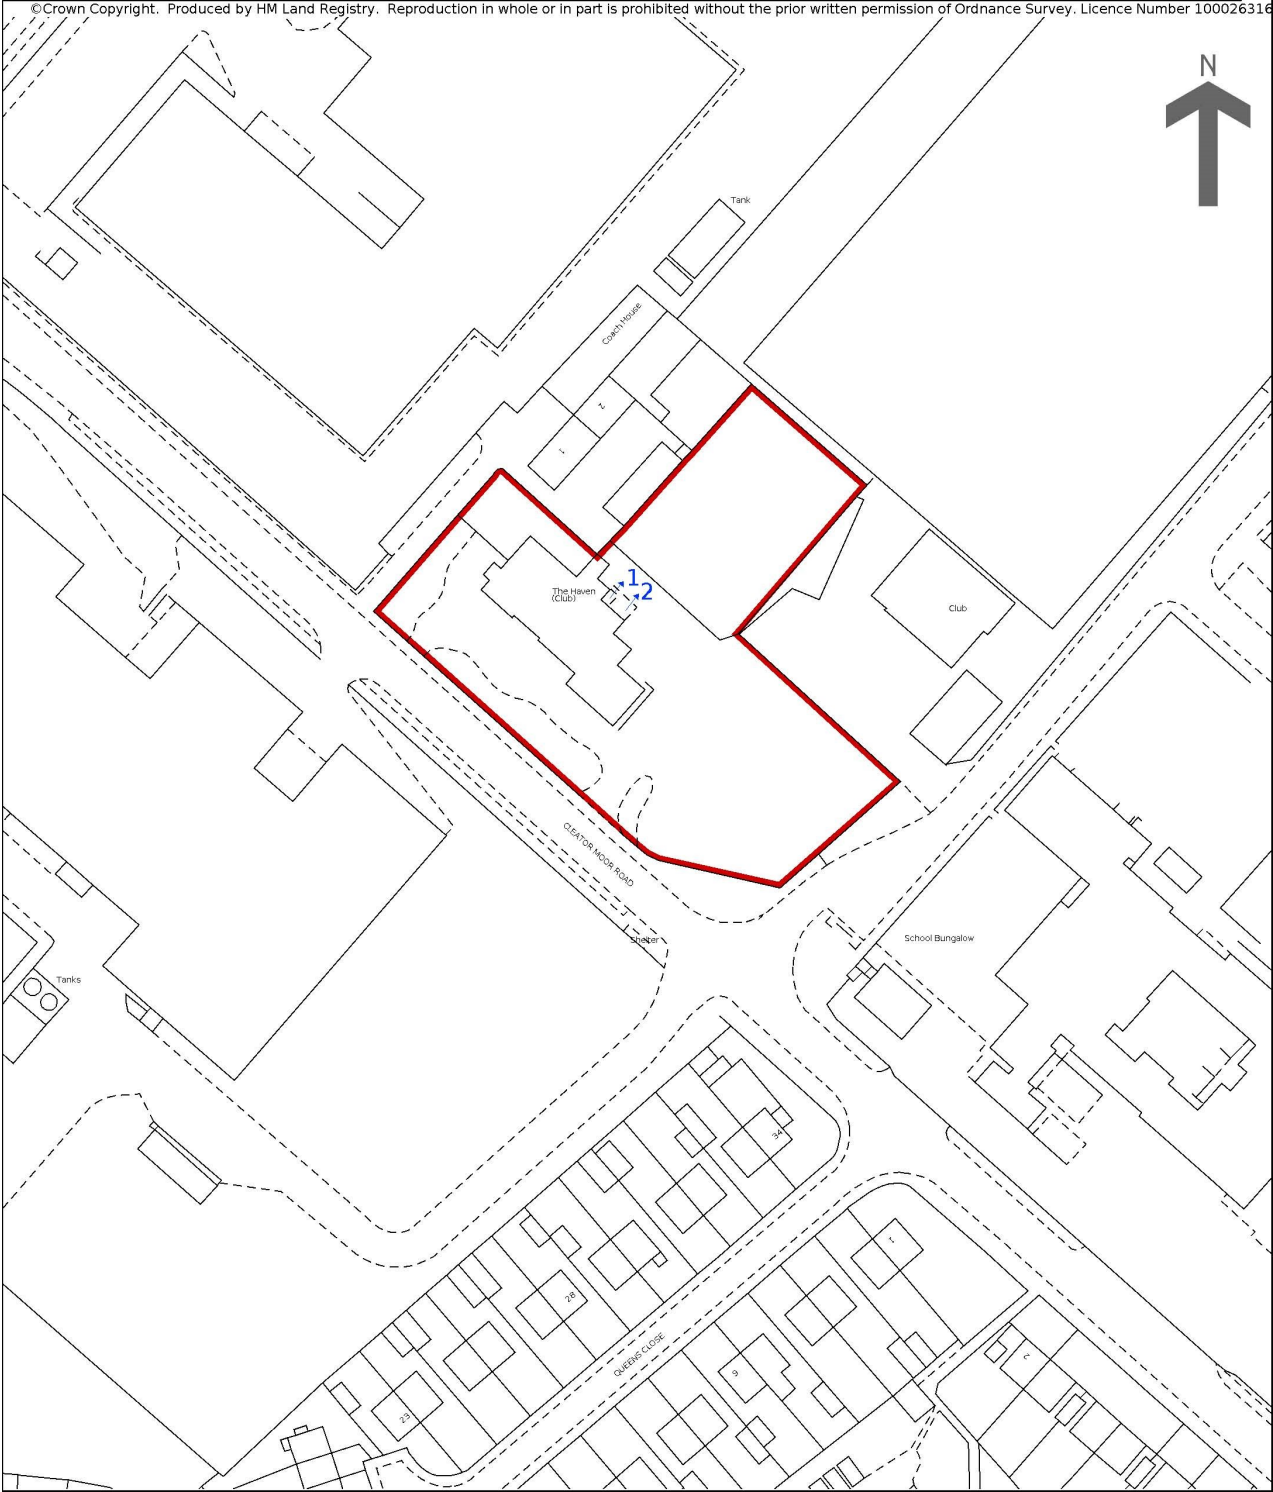 ©Crown Copyright. Produced by HM Land Registry. Reproduction in whole or in part is prohibited without the prior written permission of Ordnance Survey. Licence Number 100026316
N
Tank
Coach House
2
1
1
2
The Haven
(Club)
Club
CLEATOR MOOR ROAD
Shelter
School Bungalow
Tanks
34
1
28
QUEENS CLOSE
2
9
23